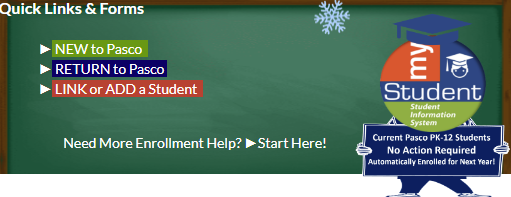 Quick Links & Forms
►NEW to Pasco
►RETURN to Pasco
►LINK or ADD a Student
Need More Enrollment Help? ►Start Here!
my
Student
Student
Information
System
Current Pasco PK-12 Students
No Action Required
Automatically Enrolled for Next Year!